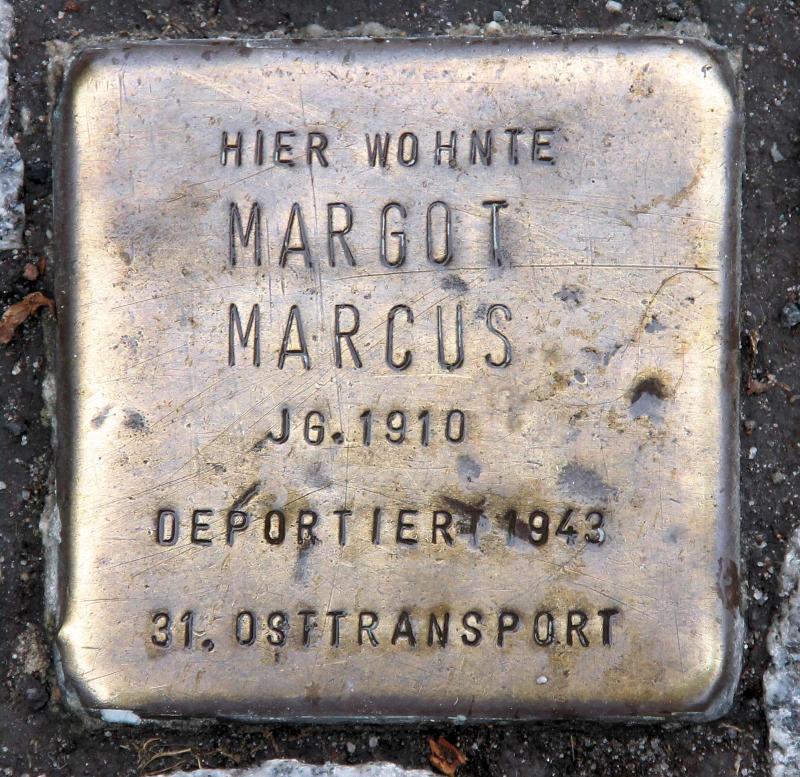 HIER WOHNTE
MARGOT
MARCUS
JG. 1910
DEPORTIERT 1943
31. OSTTRANSPORT